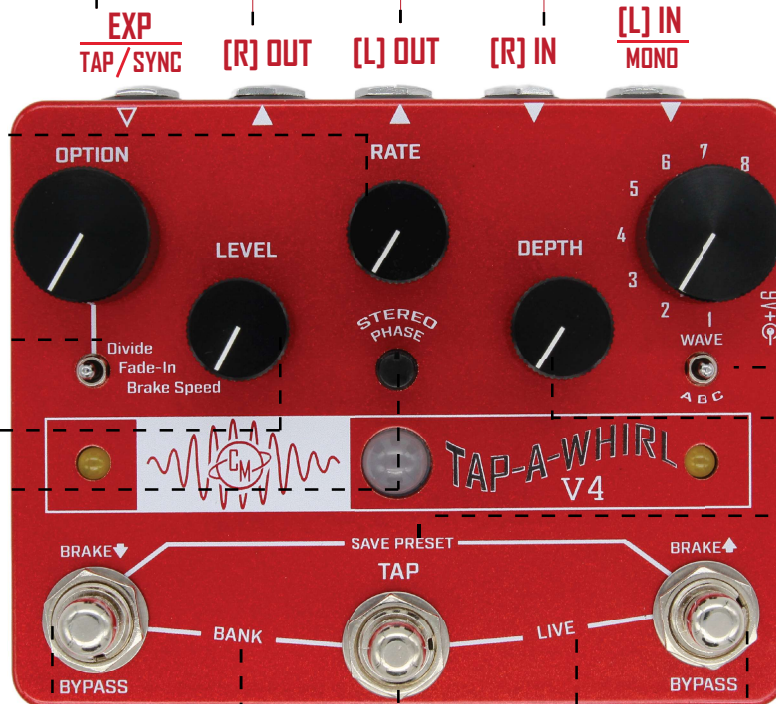 EXP
TAP/SYNC
[R] OUT
[L] OUT
[R] IN
[L] IN
MONO
OPTION
RATE
LEVEL
DEPTH
1
2
3
4
5
6
7
8
9V+
STEREO
PHASE
Divide
Fade-In
Brake Speed
WAVE
A B C
CM
TAP-A-WHIRL
V4
BRAKE
SAVE PRESET
BRAKE
TAP
BANK
LIVE
BYPASS
BYPASS